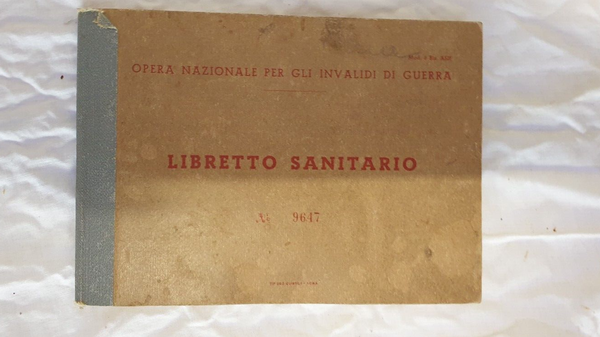 OPERA NAZIONALE PER GLI INVALIDI DI GUERRA
LIBRETTO SANITARIO
N. 9647